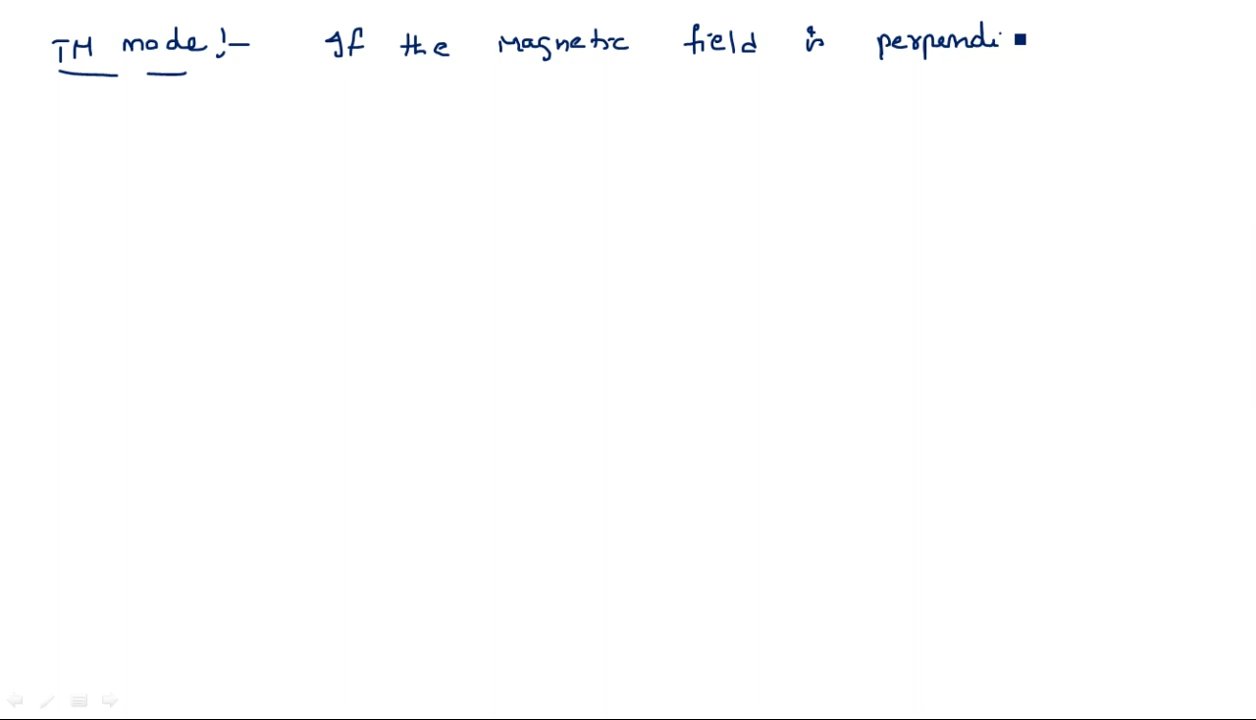 TM mode :- If the magnetic field is perpendi